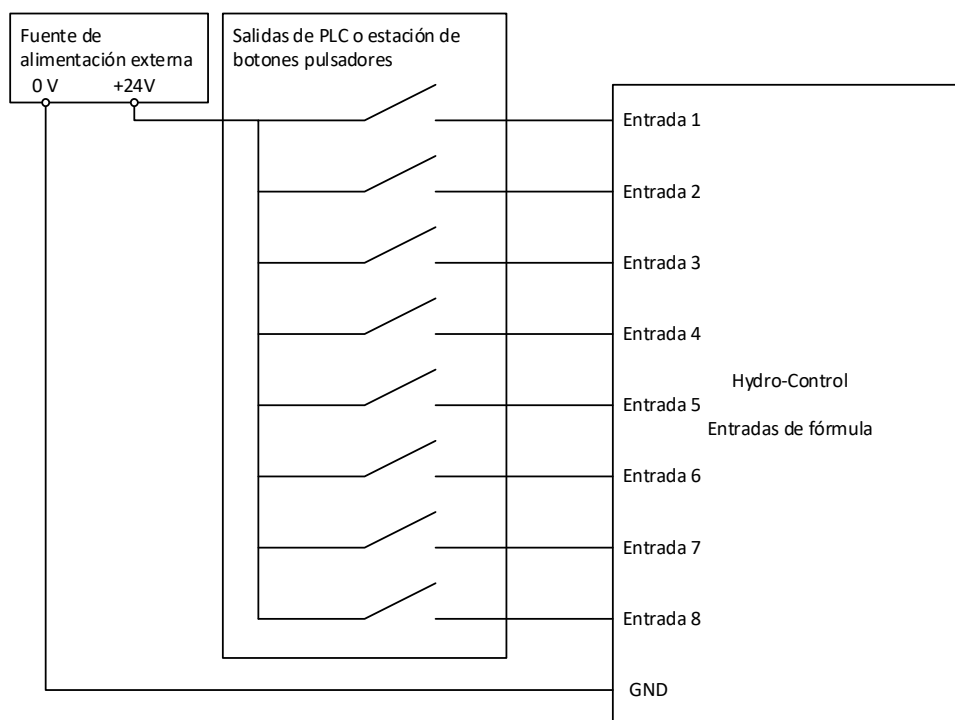 Fuente de
alimentación externa
0 V
+24V
Salidas de PLC o estación de
botones pulsadores
Entrada 1
Entrada 2
Entrada 3
Entrada 4
Entrada 5
Entrada 6
Entrada 7
Entrada 8
GND
Hydro-Control
Entradas de fórmula